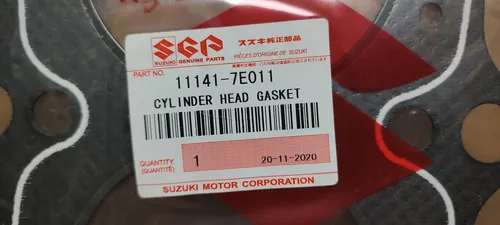 SGP
SUZUKI
GENUINE PARTS
スズキ純正部品
PIÈCES D'ORIGINE DE SUZUKI
PART NO.
11141-7E011
CYLINDER HEAD GASKET
QUANTITY
(QUANTITÉ)
1
20-11-2020
SUZUKI MOTOR CORPORATION